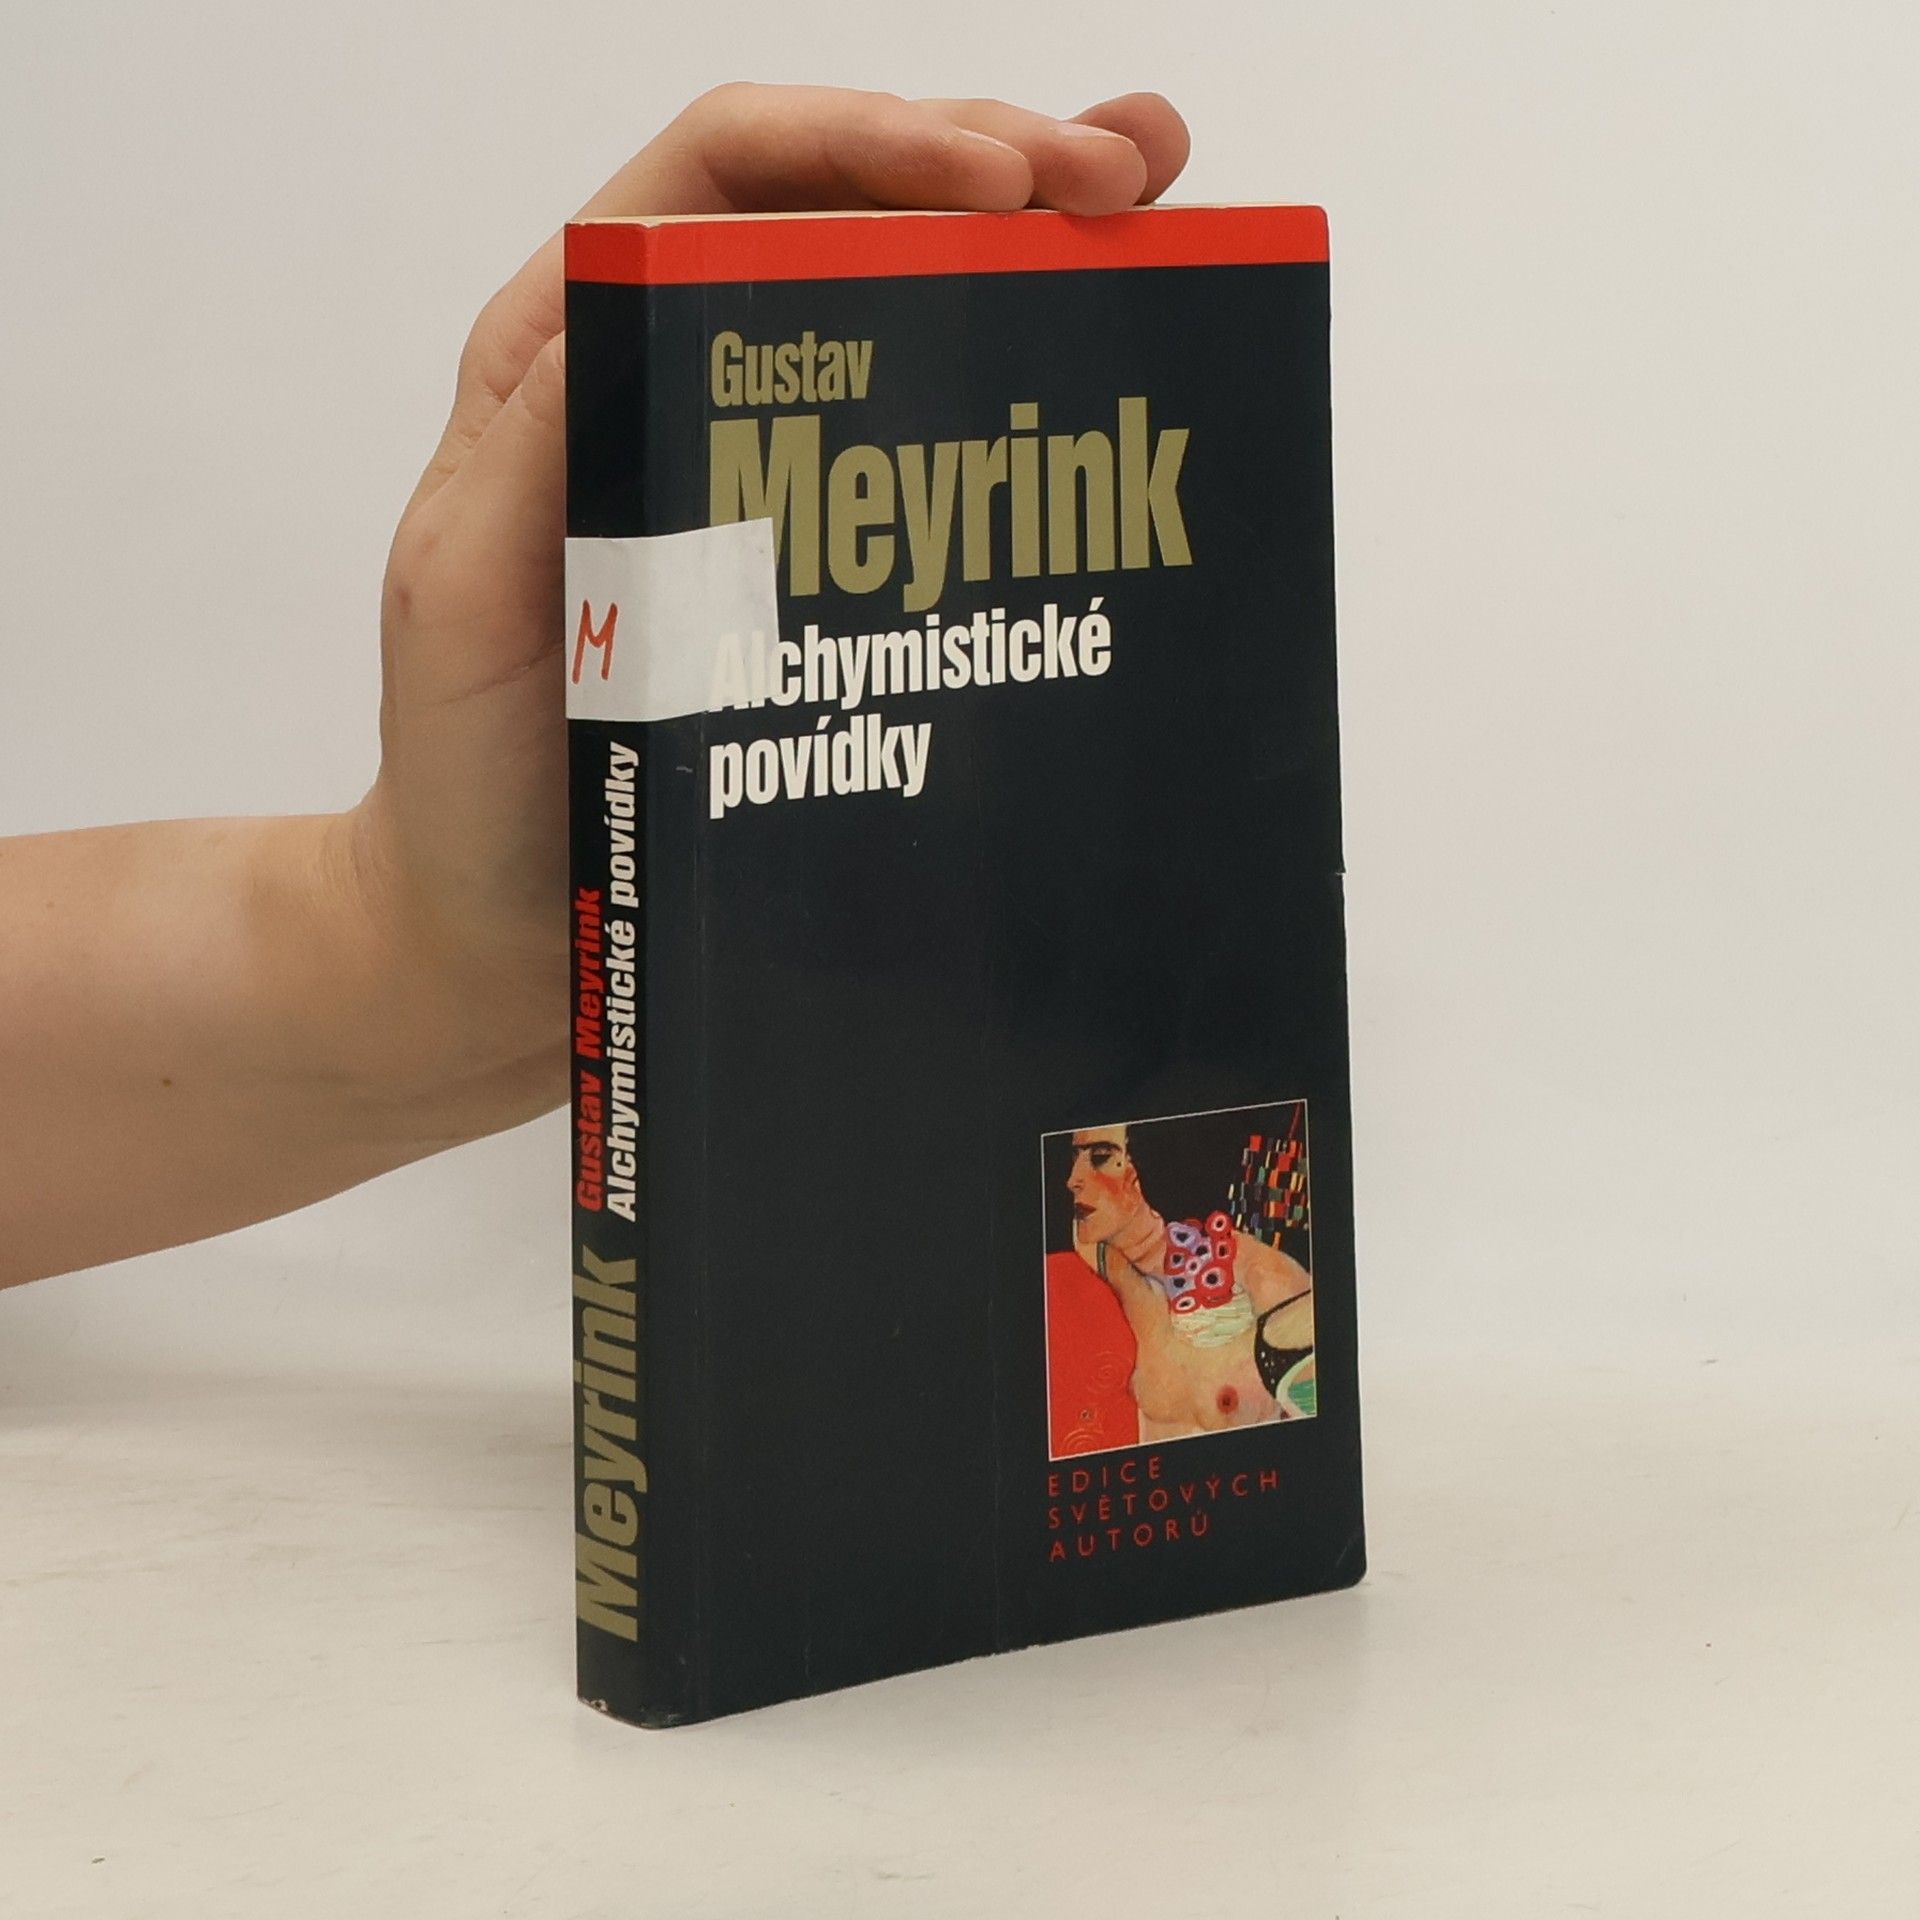 Gustav
Meyrink
Alchymistické
povídky
M
Gustav Meyrink
Alchymistické povídky
Meyrink
EDICE
SVĚTOVÝCH
AUTORŮ